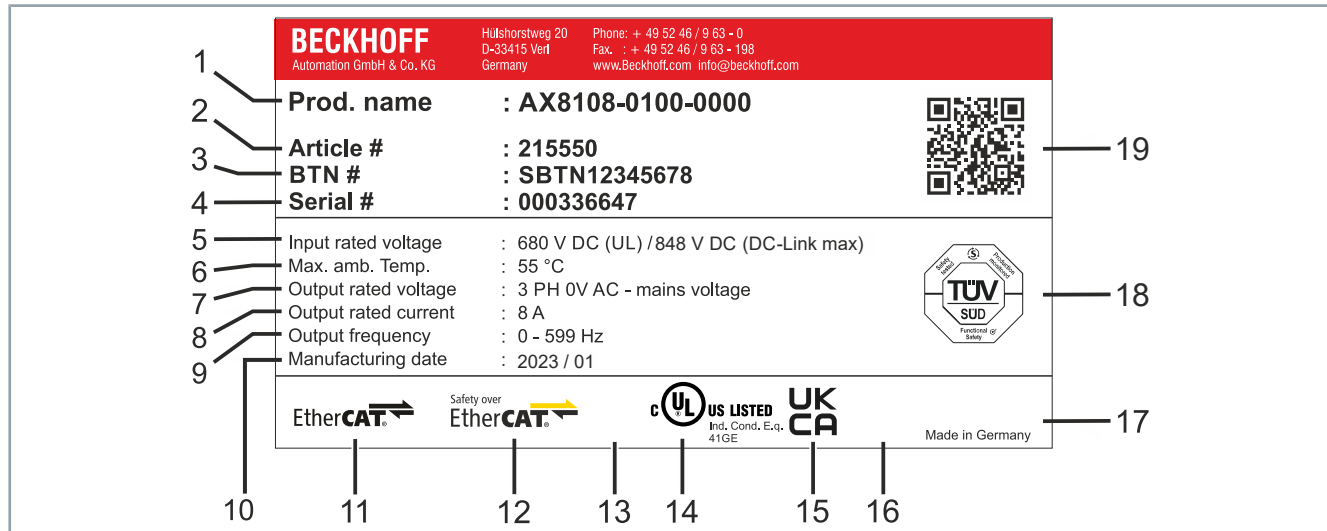 BECKHOFF
Automation GmbH & Co. KG
Hülshorstweg 20
D-33415 Verl
Germany
Phone: + 49 52 46 / 9 63 - 0
Fax. : + 49 52 46 / 9 63 - 198
www.Beckhoff.com info@beckhoff.com
1
Prod. name : AX8108-0100-0000
2
Article # : 215550
3
BTN # : SBTN12345678
4
Serial # : 000336647
19
5
Input rated voltage : 680 V DC (UL) / 848 V DC (DC-Link max)
6
Max. amb. Temp. : 55 °C
7
Output rated voltage : 3 PH 0V AC - mains voltage
8
Output rated current : 8 A
9
Output frequency : 0 - 599 Hz
10
Manufacturing date : 2023 / 01
Safety tested
S
Production monitored
TÜV
SÜD
Functional Safety
18
EtherCAT®
Safety over
EtherCAT®
C UL ® US LISTED
Ind. Cond. E.q.
41GE
UK
CA
Made in Germany
17
11
12
13
14
15
16